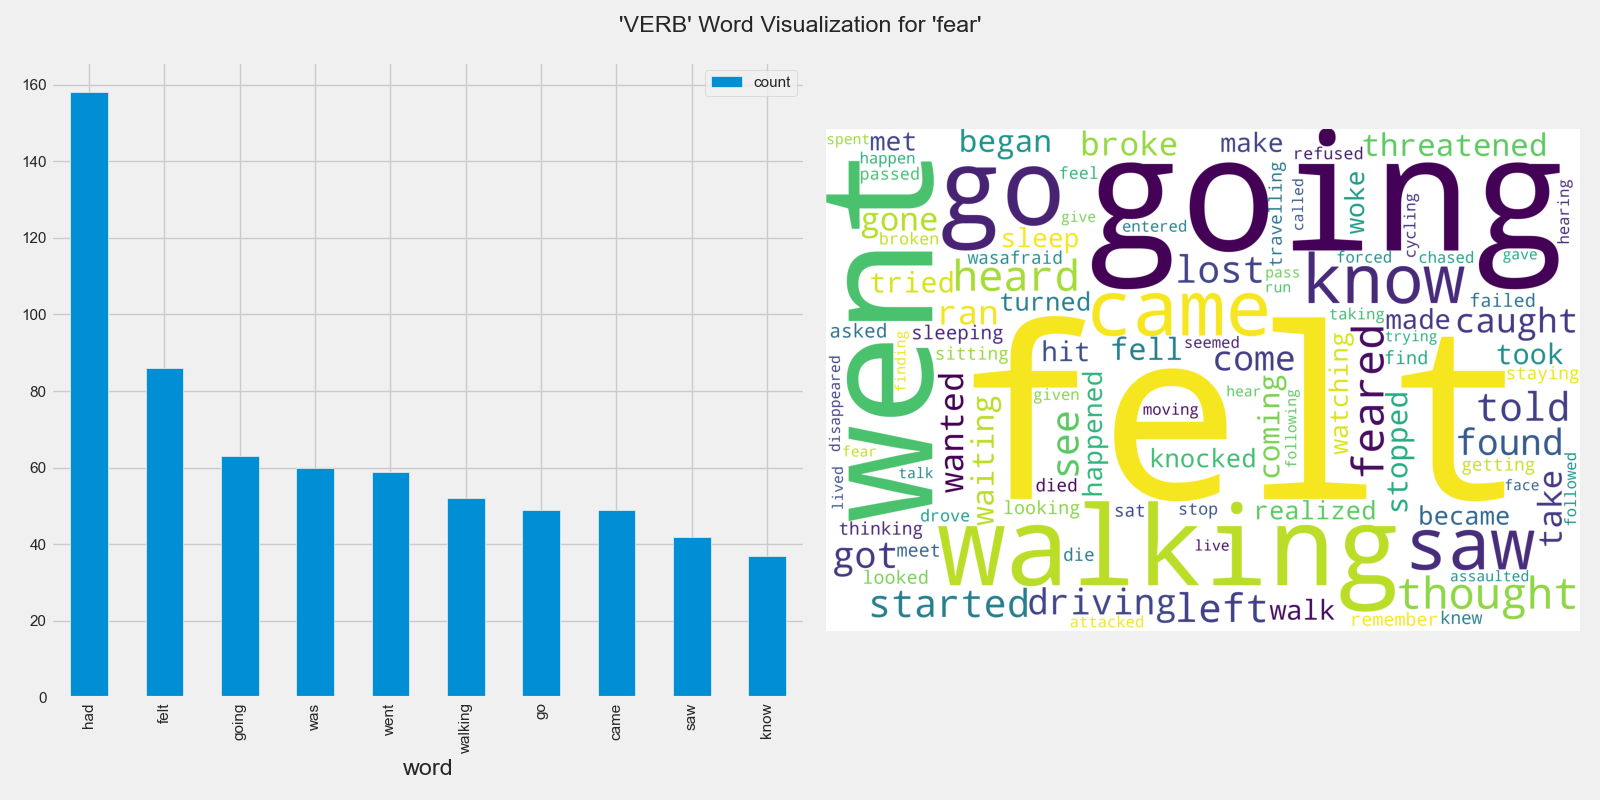 'VERB' Word Visualization for 'fear'
count
160
140
120
100
80
60
40
20
0
had
felt
going
was
went
walking
go
came
saw
know
word
spent
met
began
broke
make
refused
threatened
happen
passed
went
go
feel
going
travelling
called
woke
cycling
hearing
gone
give
broken
sleep
entered
wasafraid
lost
forced
chased
gave
tried
heard
pass
run
know
failed
ran
turned
came
taking
made
caught
asked
sleeping
finding
sitting
hit
fell
seemed
come
watching
feared
trying
find
took
staying
disappeared
wanted
waiting
felt
given
happened
moving
hear
coming
following
stopped
told
see
fear
knocked
found
talk
getting
lived
died
face
take
followed
drove
looking
sat
stop
realized
became
thinking
walking
got
meet
die
live
saw
looked
assaulted
thought
started
driving
left
walk
attacked
remember
knew